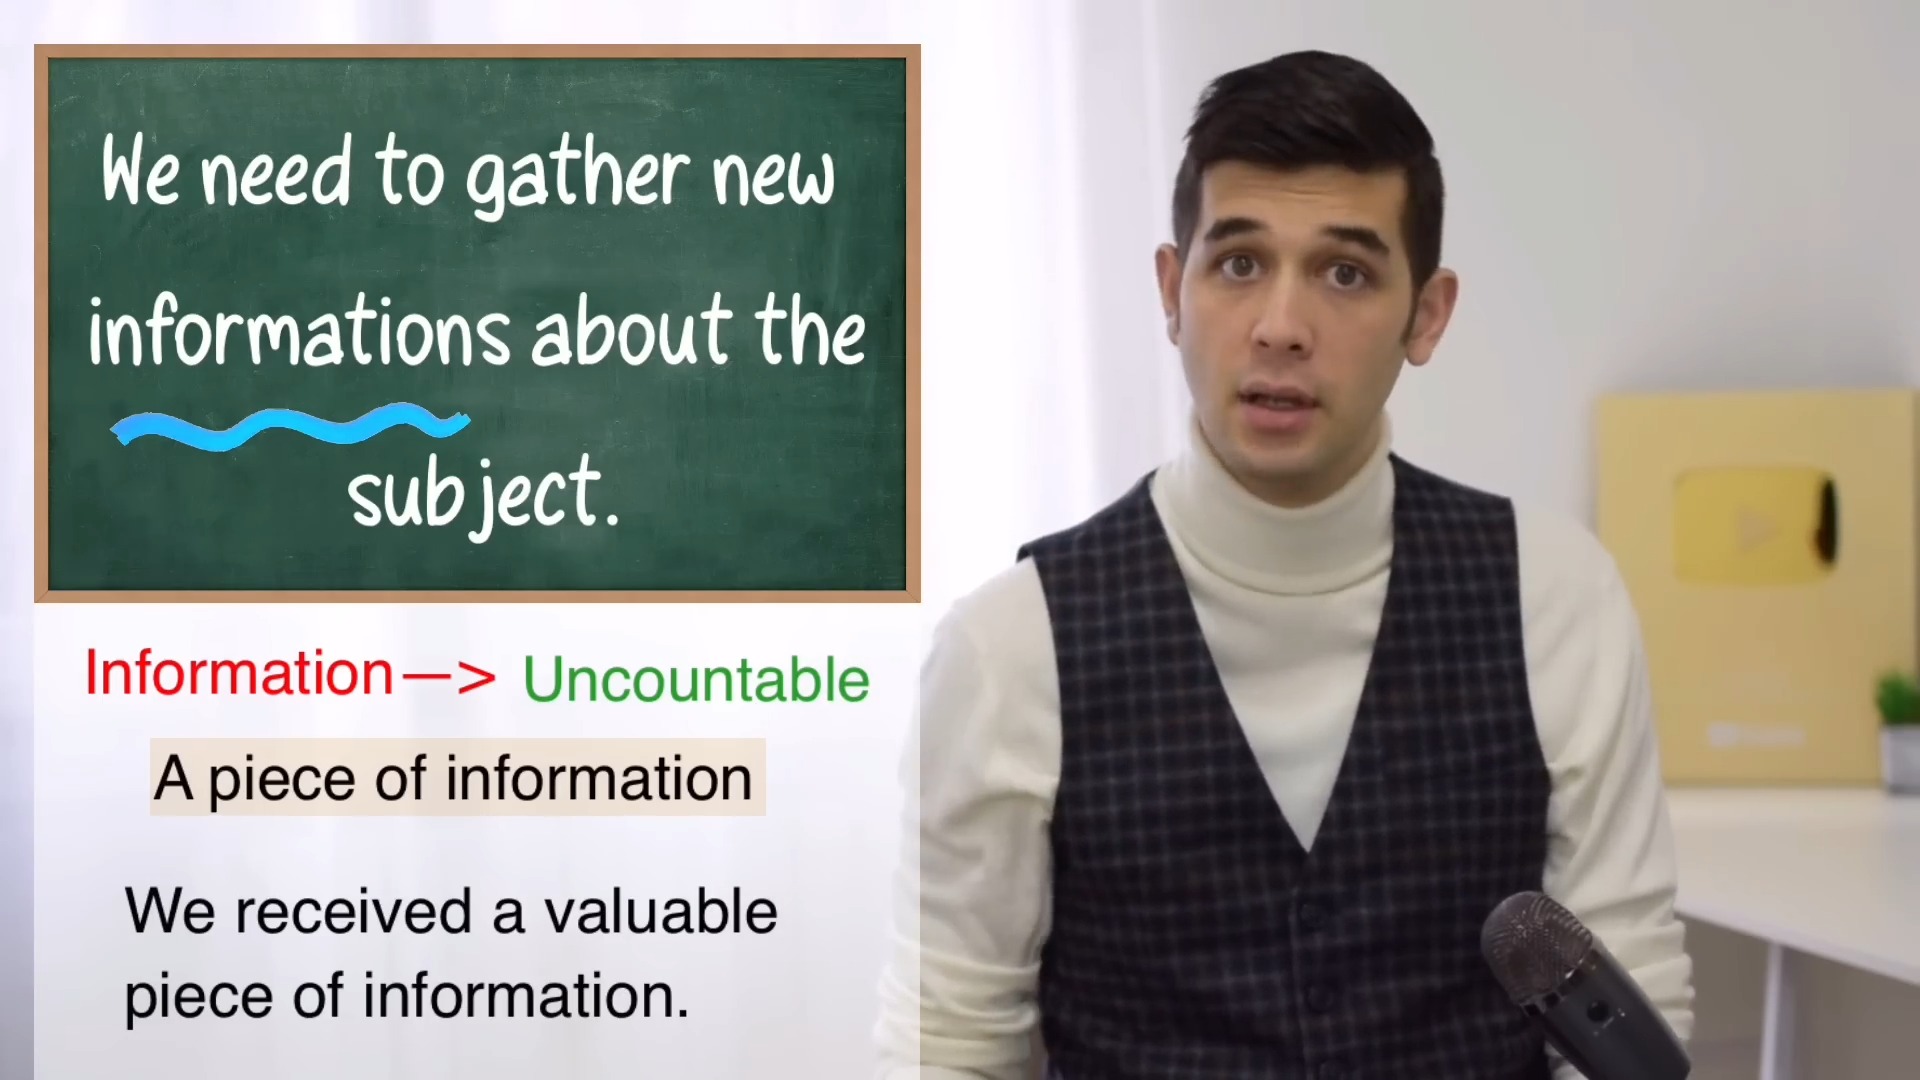 We need to gather new
informations about the
subject.
Information—> Uncountable
A piece of information
We received a valuable
piece of information.